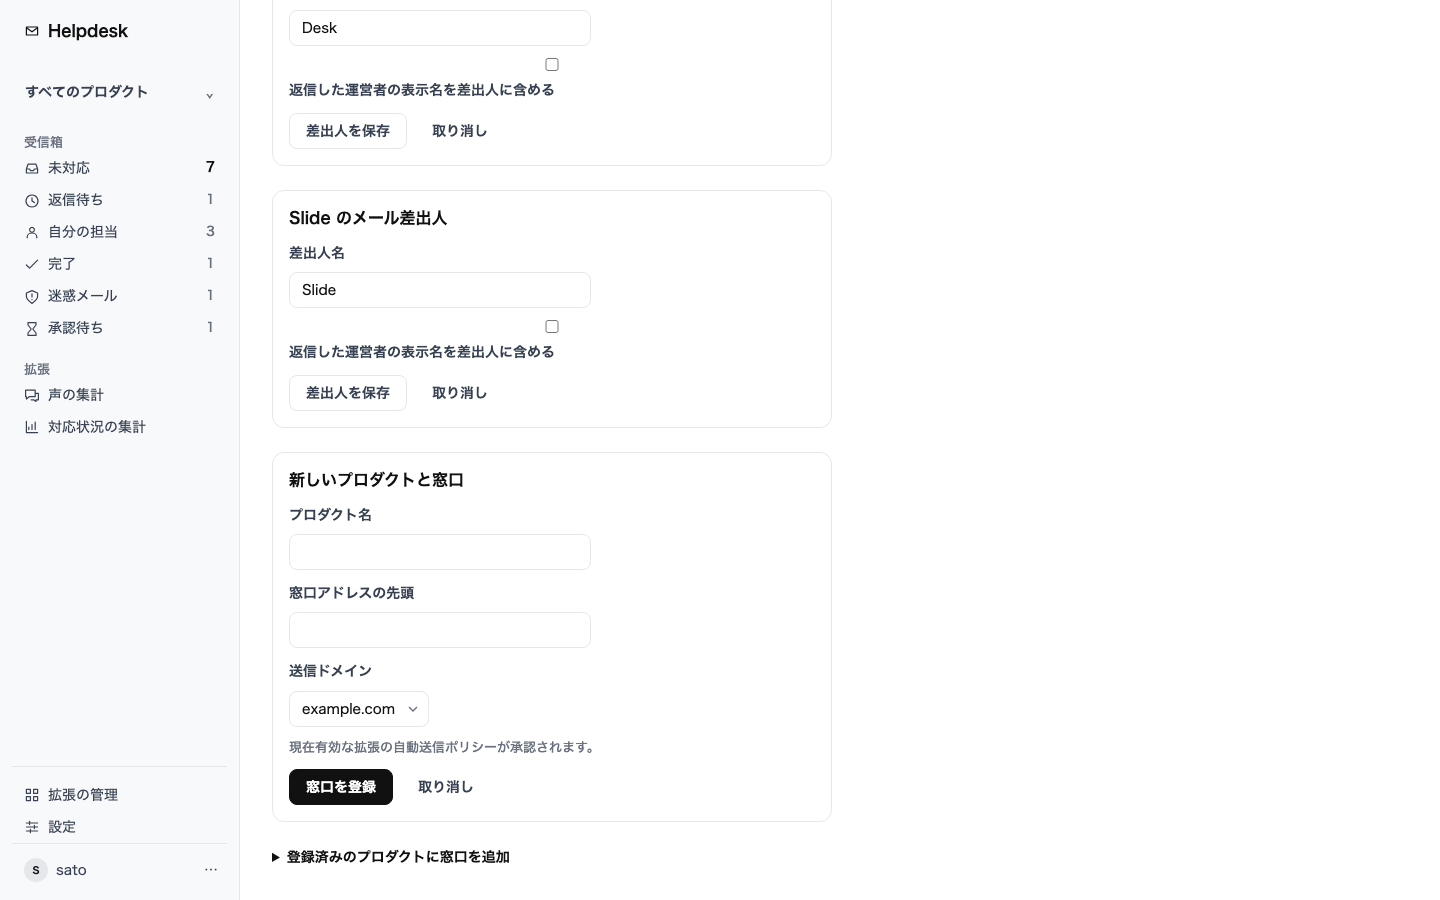 Helpdesk
すべてのプロダクト
受信箱
未対応 7
返信待ち 1
自分の担当 3
完了 1
迷惑メール 1
承認待ち 1
拡張
声の集計
対応状況の集計
拡張の管理
設定
S sato ...
Desk
返信した運営者の表示名を差出人に含める
差出人を保存 取り消し
Slide のメール差出人
差出人名
Slide
返信した運営者の表示名を差出人に含める
差出人を保存 取り消し
新しいプロダクトと窓口
プロダクト名
窓口アドレスの先頭
送信ドメイン
example.com
現在有効な拡張の自動送信ポリシーが承認されます。
窓口を登録 取り消し
登録済みのプロダクトに窓口を追加